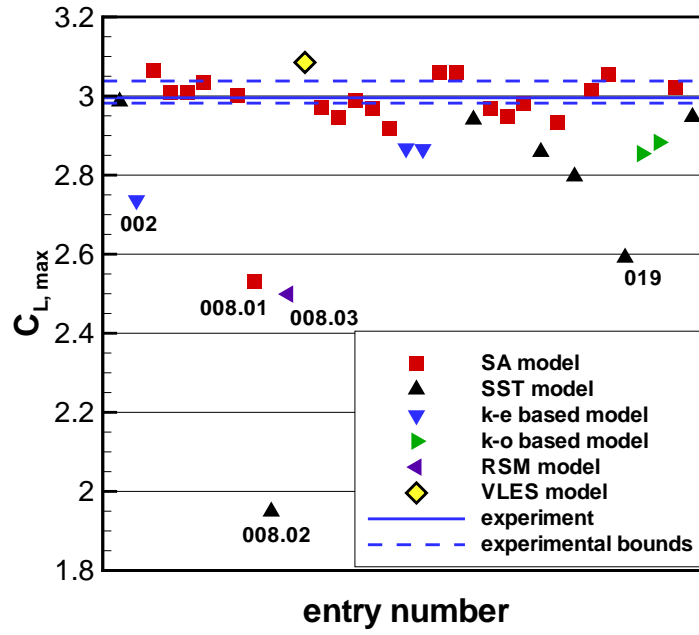 3.2
3
2.8
2.6
2.4
2.2
2
1.8
C_L, max
002
008.01
008.03
008.02
019
SA model
SST model
k-e based model
k-o based model
RSM model
VLES model
experiment
experimental bounds
entry number